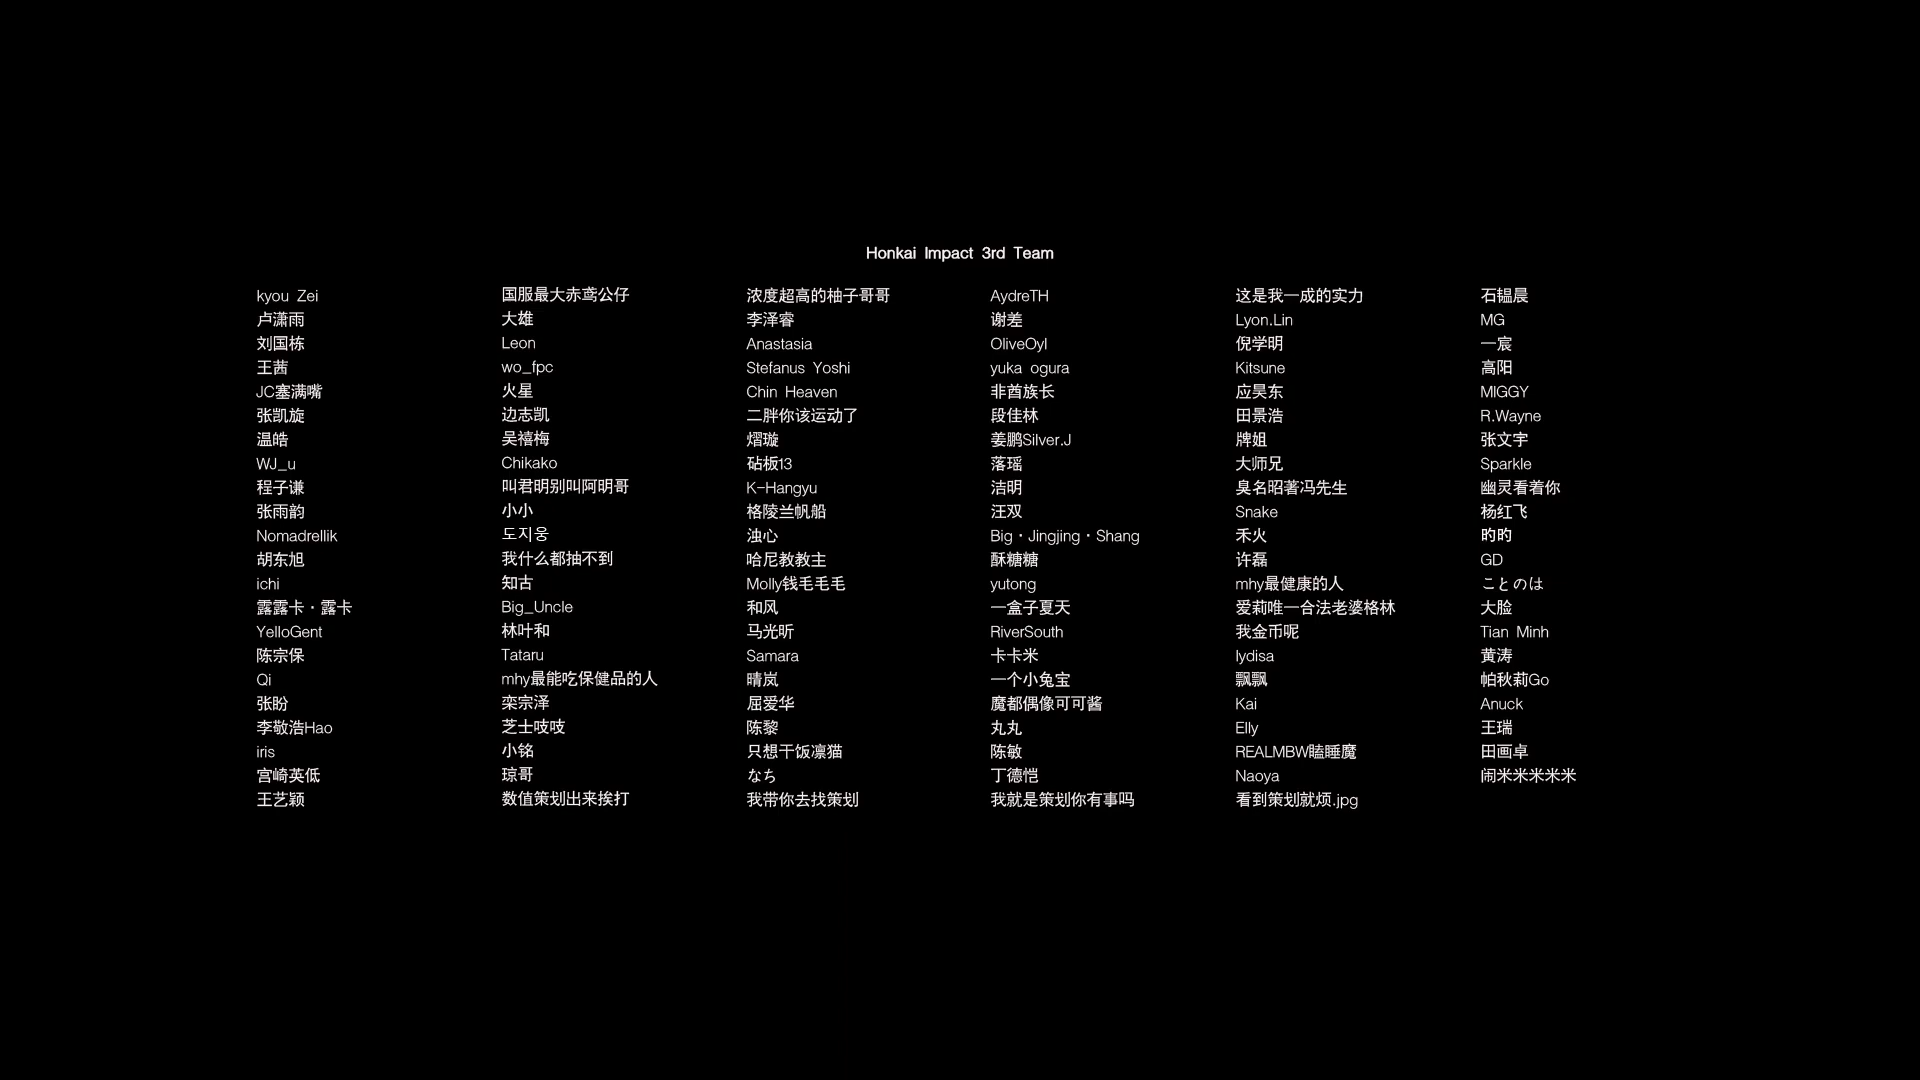 Honkai Impact 3rd Team
kyou Zei
卢潇雨
刘国栋
王茜
JC塞满嘴
张凯旋
温皓
WJ_u
程子谦
张雨韵
Nomadrellik
胡东旭
ichi
露露卡·露卡
YelloGent
陈宗保
Qi
张盼
李敬浩Hao
iris
宫崎英低
王艺颖
国服最大赤鸢公仔
大雄
Leon
wo_fpc
火星
边志凯
吴禧梅
Chikako
叫君明别叫阿明哥
小小
도지웅
我什么都抽不到
知古
Big_Uncle
林叶和
Tataru
mhy最能吃保健品的人
栾宗泽
芝士吱吱
小铭
琼哥
数值策划出来挨打
浓度超高的柚子哥哥
李泽睿
Anastasia
Stefanus Yoshi
Chin Heaven
二胖你该运动了
熠璇
砧板13
K-Hangyu
格陵兰帆船
浊心
哈尼教教主
Molly钱毛毛毛
和风
马光昕
Samara
晴岚
屈爱华
陈黎
只想干饭凛猫
なち
我带你去找策划
AydreTH
谢差
OliveOyl
yuka ogura
非酋族长
段佳林
姜鹏Silver.J
落瑶
洁明
汪双
Big·Jingjing·Shang
酥糖糖
yutong
一盒子夏天
RiverSouth
卡卡米
一个小兔宝
魔都偶像可可酱
丸丸
陈敏
丁德恺
我就是策划你有事吗
这是我一成的实力
Lyon.Lin
倪学明
Kitsune
应昊东
田景浩
牌姐
大师兄
臭名昭著冯先生
Snake
禾火
许磊
mhy最健康的人
爱莉唯一合法老婆格林
我金币呢
lydisa
飘飘
Kai
Elly
REALMBW瞌睡魔
Naoya
看到策划就烦.jpg
石韫晨
MG
一宸
高阳
MIGGY
R.Wayne
张文宇
Sparkle
幽灵看着你
杨红飞
旳旳
GD
ことのは
大脸
Tian Minh
黄涛
帕秋莉Go
Anuck
王瑞
田画卓
闹米米米米米